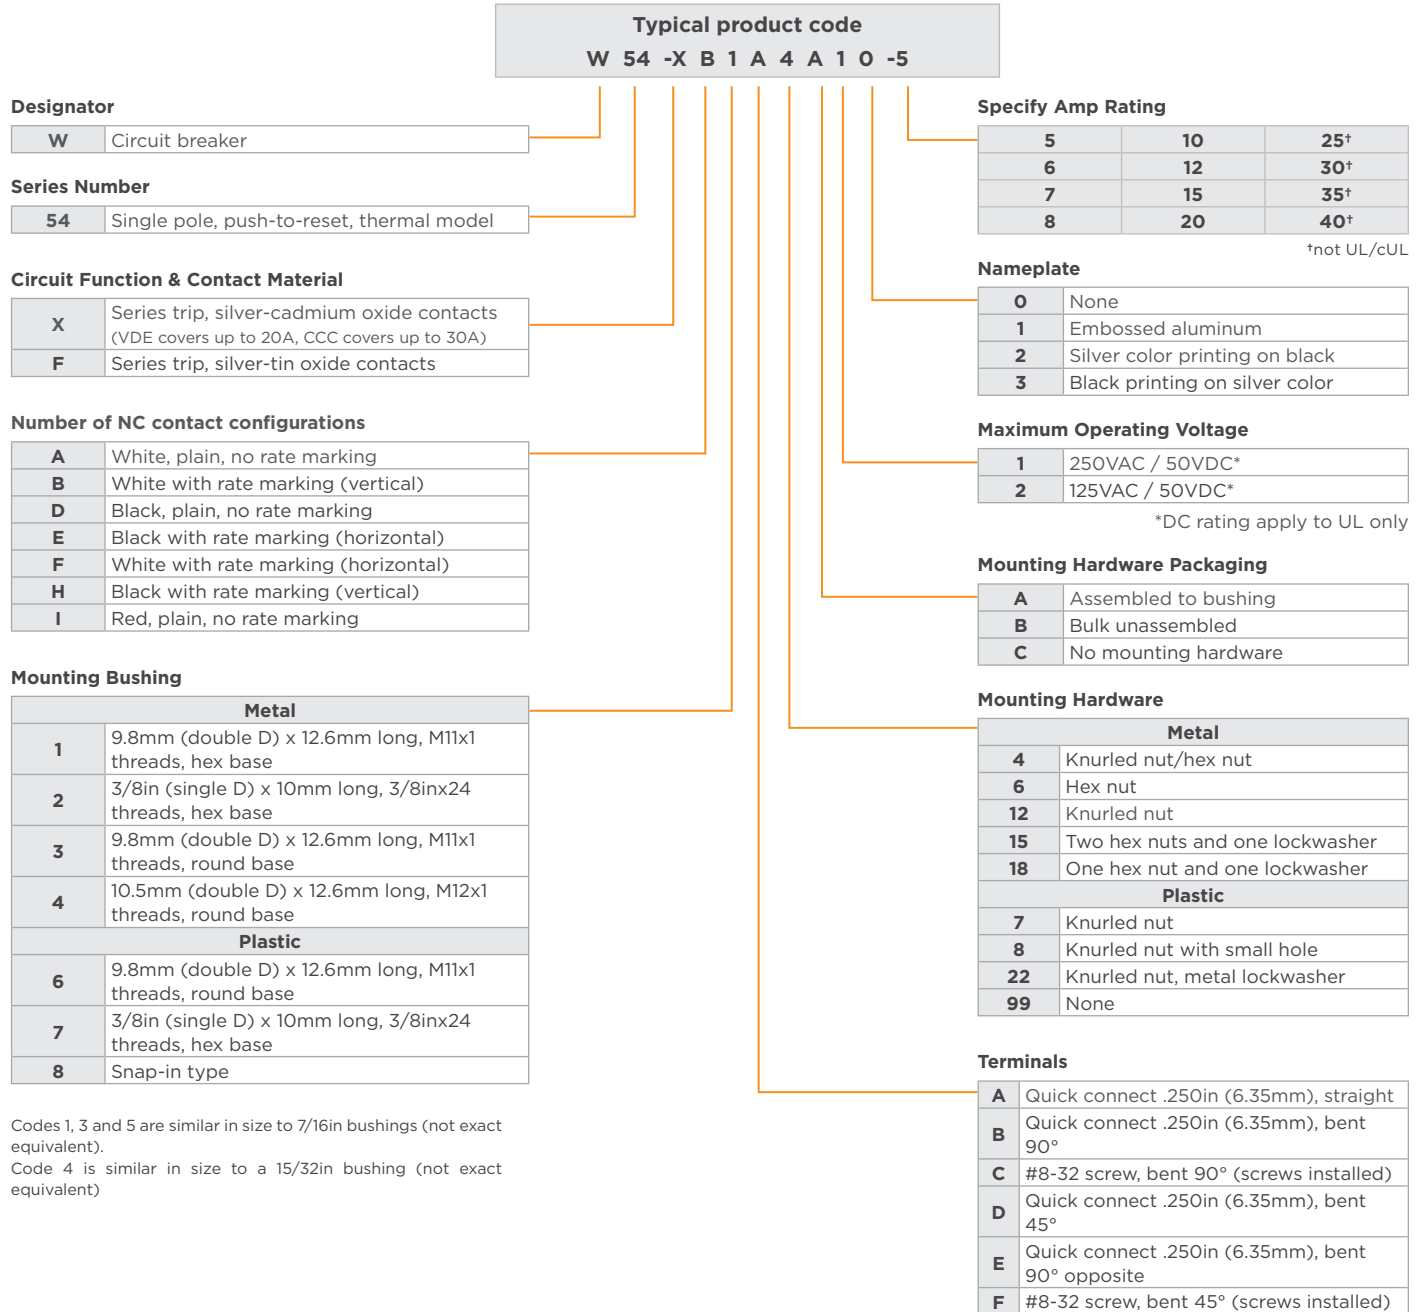 Typical product code
W 54 -X B 1 A 4 A 1 0 -5
Designator
W Circuit breaker
Series Number
54 Single pole, push-to-reset, thermal model
Circuit Function & Contact Material
X Series trip, silver-cadmium oxide contacts
(VDE covers up to 20A, CCC covers up to 30A)
F Series trip, silver-tin oxide contacts
Number of NC contact configurations
A White, plain, no rate marking
B White with rate marking (vertical)
D Black, plain, no rate marking
E Black with rate marking (horizontal)
F White with rate marking (horizontal)
H Black with rate marking (vertical)
I Red, plain, no rate marking
Mounting Bushing
Metal
1 9.8mm (double D) x 12.6mm long, M11x1
threads, hex base
2 3/8in (single D) x 10mm long, 3/8inx24
threads, hex base
3 9.8mm (double D) x 12.6mm long, M11x1
threads, round base
4 10.5mm (double D) x 12.6mm long, M12x1
threads, round base
Plastic
6 9.8mm (double D) x 12.6mm long, M11x1
threads, round base
7 3/8in (single D) x 10mm long, 3/8inx24
threads, hex base
8 Snap-in type
Codes 1, 3 and 5 are similar in size to 7/16in bushings (not exact
equivalent).
Code 4 is similar in size to a 15/32in bushing (not exact
equivalent)
Specify Amp Rating
5 10 25†
6 12 30†
7 15 35†
8 20 40†
†not UL/cUL
Nameplate
0 None
1 Embossed aluminum
2 Silver color printing on black
3 Black printing on silver color
Maximum Operating Voltage
1 250VAC / 50VDC*
2 125VAC / 50VDC*
*DC rating apply to UL only
Mounting Hardware Packaging
A Assembled to bushing
B Bulk unassembled
C No mounting hardware
Mounting Hardware
Metal
4 Knurled nut/hex nut
6 Hex nut
12 Knurled nut
15 Two hex nuts and one lockwasher
18 One hex nut and one lockwasher
Plastic
7 Knurled nut
8 Knurled nut with small hole
22 Knurled nut, metal lockwasher
99 None
Terminals
A Quick connect .250in (6.35mm), straight
B Quick connect .250in (6.35mm), bent
90°
C #8-32 screw, bent 90° (screws installed)
D Quick connect .250in (6.35mm), bent
45°
E Quick connect .250in (6.35mm), bent
90° opposite
F #8-32 screw, bent 45° (screws installed)